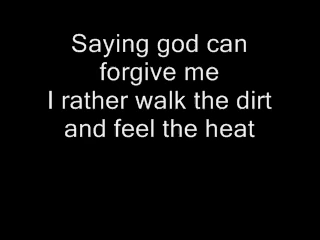 Saying god can
forgive me
I rather walk the dirt
and feel the heat